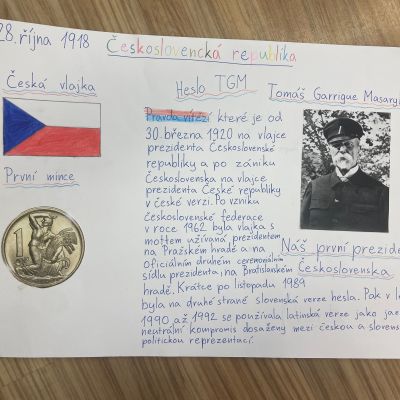 28. října 1918
Československá republika
Česká vlajka
Heslo TGM
Tomáš Garrigue Masaryk
Pravda vítězí které je od
30. března 1920 na vlajce
prezidenta Československé
republiky a po zániku
Československa na vlajce
prezidenta České republiky
v české verzi. Po vzniku
československé federace
v roce 1962 byla vlajka s
mottem užívaná prezidentem
na Pražském hradě a na
oficiálním druhém ceremonálním
sídlu prezidenta, na Bratislavském
hradě. Krátce po listopadu 1989
byla na druhé straně slovenská verze hesla. Pak v
1990 až 1992 se používala latinská verze jako
neutrální kompromis dosažený mezi českou a
politickou reprezentací.
První mince
1
Náš první
Československa